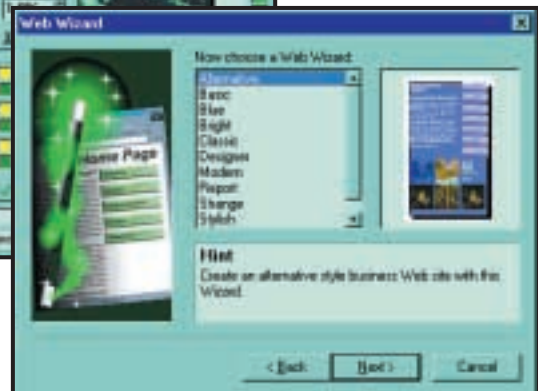 Web Wizard
Now choose a Web Wizard:
Alternative
Basic
Blue
Bright
Classic
Designer
Modern
Report
Strange
Stylish
Home Page
Hint
Create an alternative style business Web site with this
Wizard.
< Back
Next >
Cancel